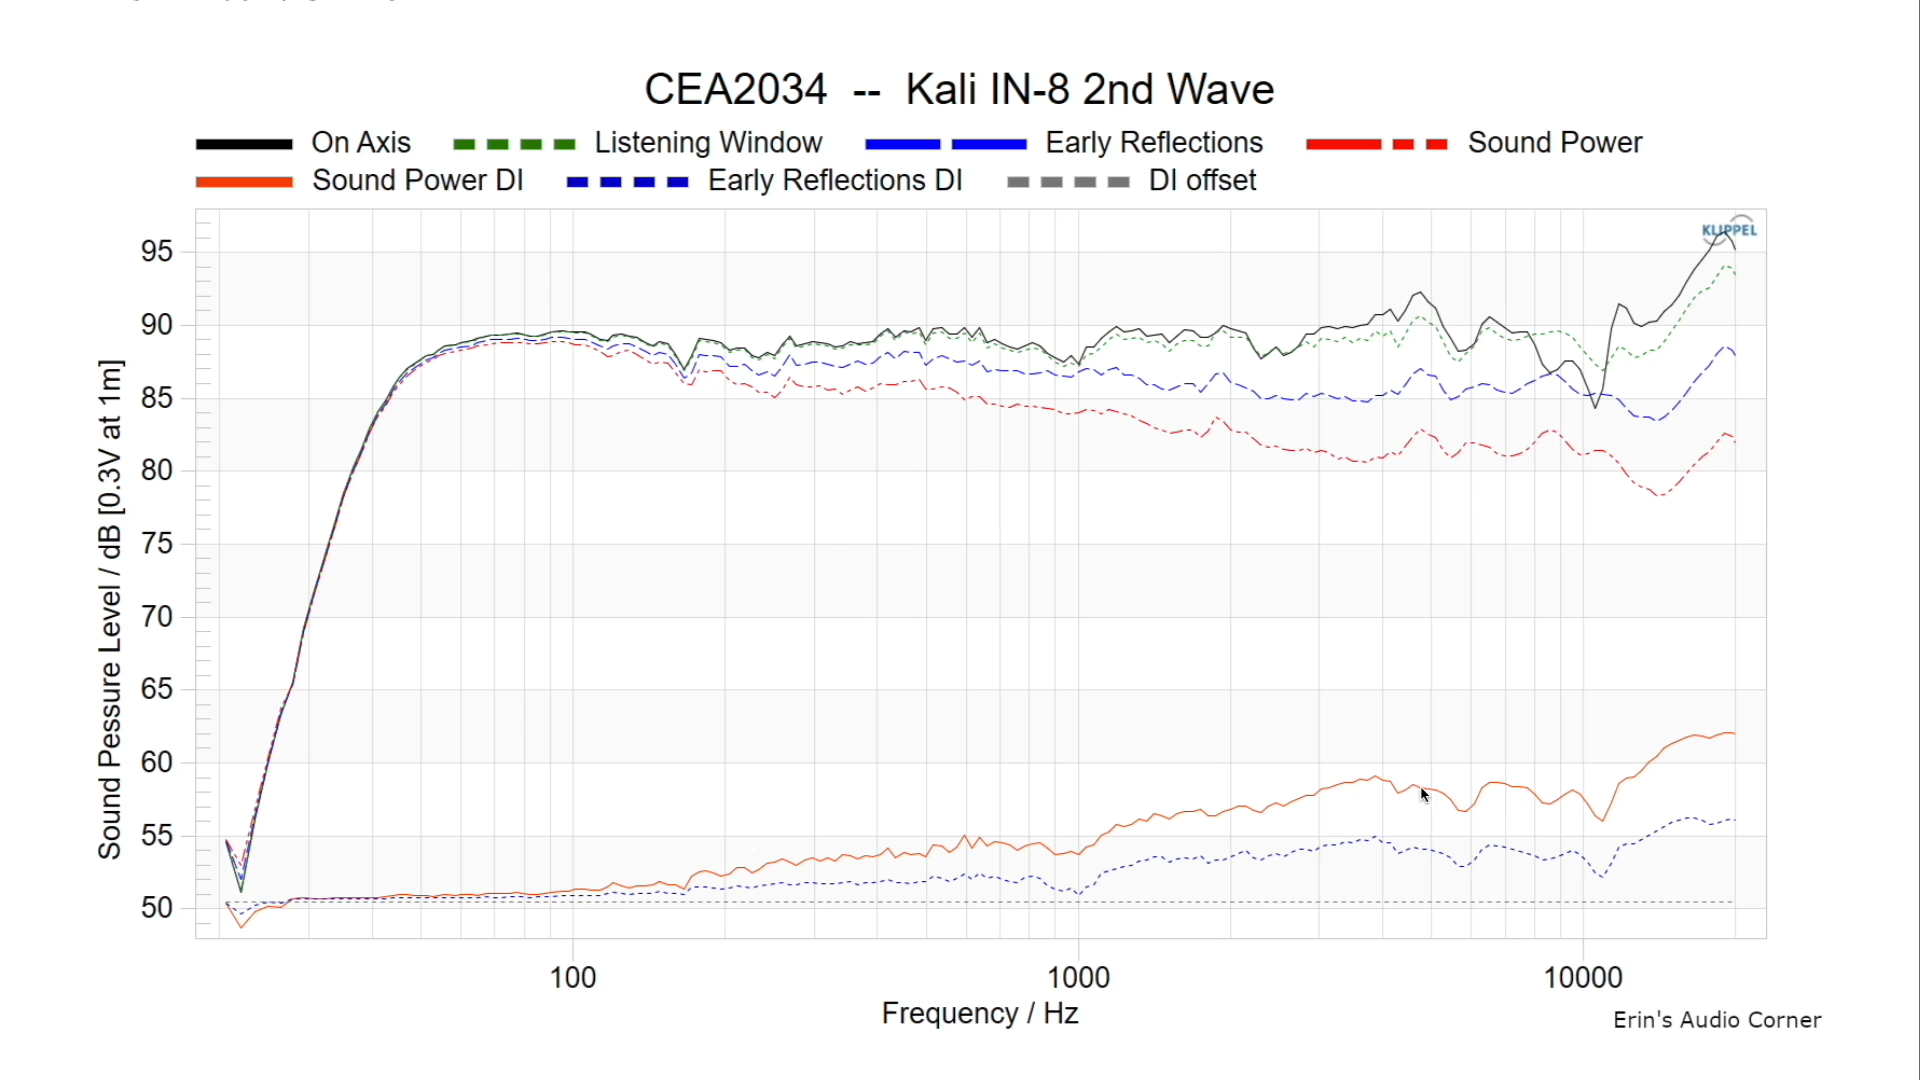 CEA2034 -- Kali IN-8 2nd Wave
On Axis Listening Window Early Reflections Sound Power
Sound Power DI Early Reflections DI DI offset
KLIPPEL
95
90
85
80
75
70
65
60
55
50
Sound Pessure Level / dB [0.3V at 1m]
100 1000 10000
Frequency / Hz
Erin's Audio Corner